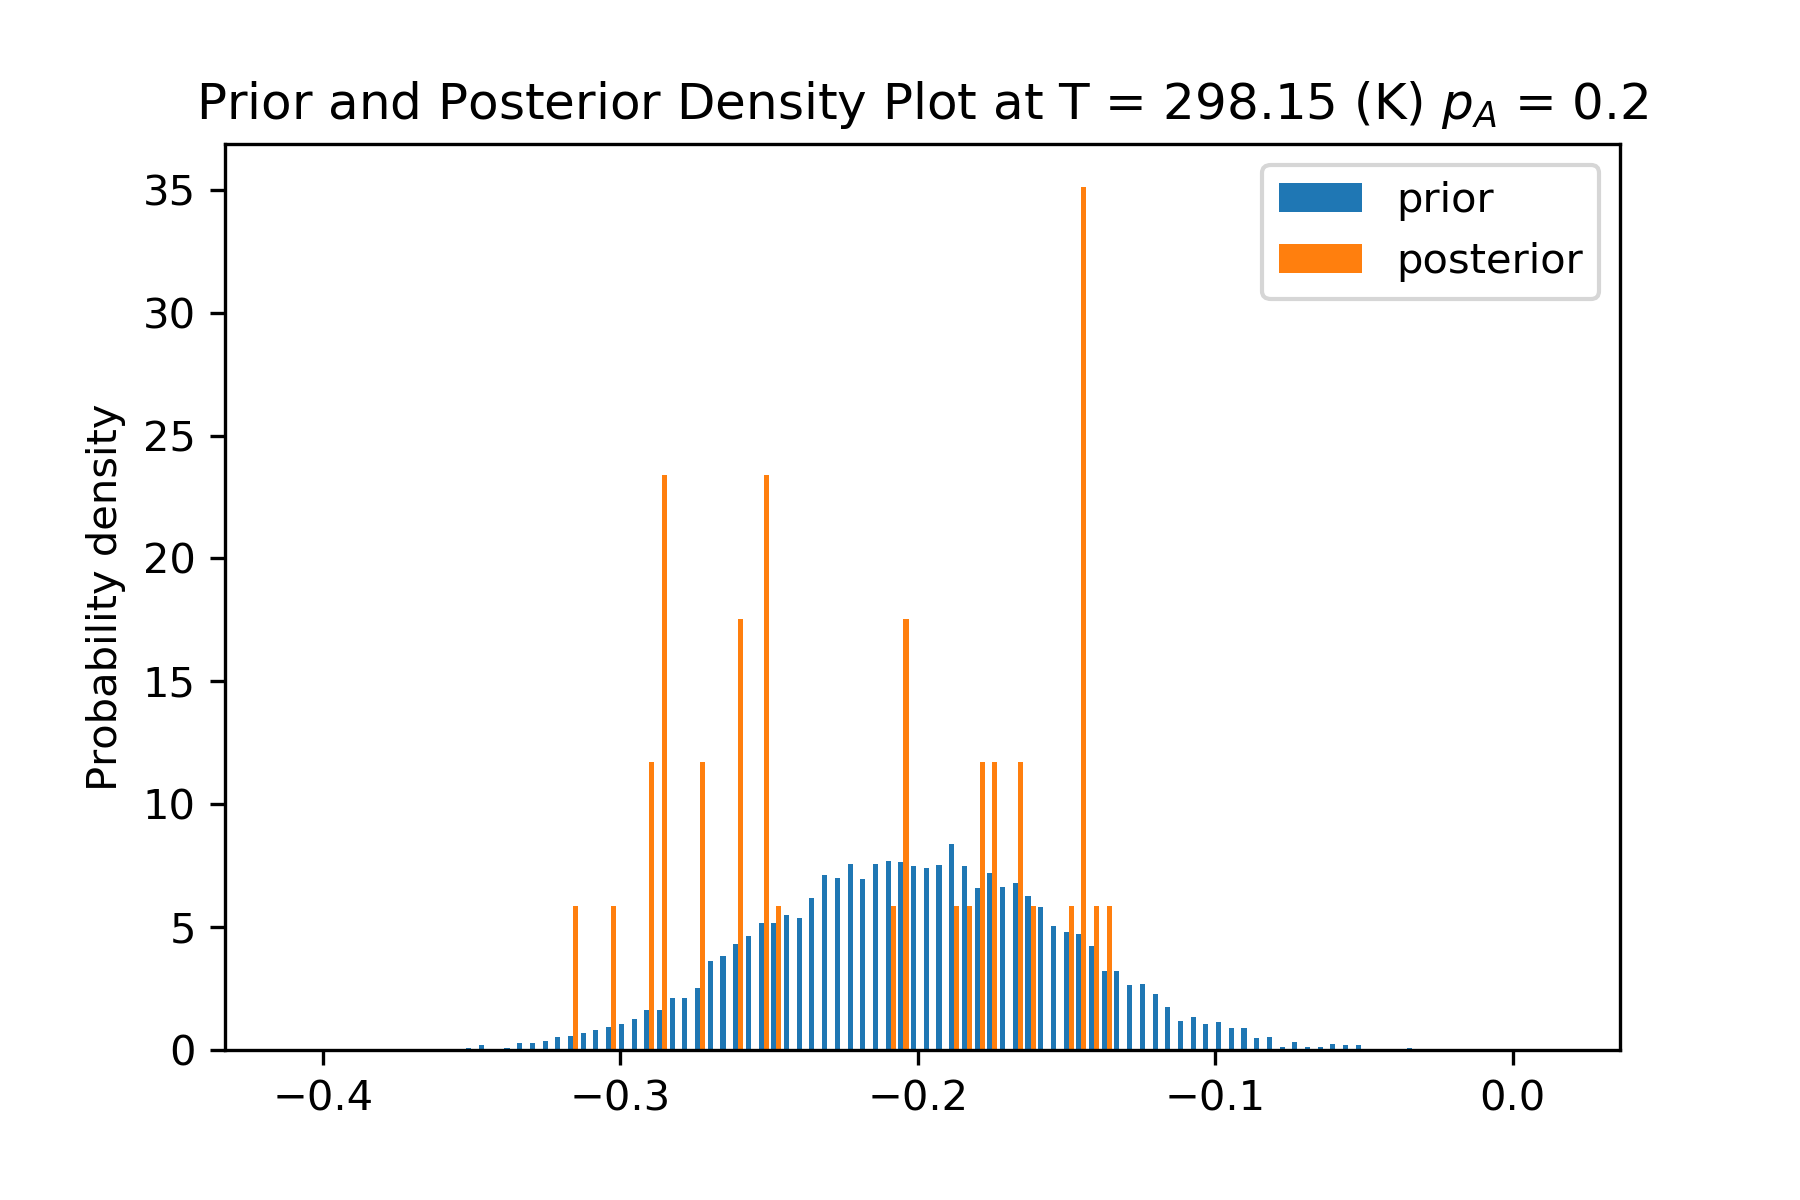 Prior and Posterior Density Plot at T = 298.15 (K) p_A = 0.2
prior
posterior
Probability density
35
30
25
20
15
10
5
0
−0.4 −0.3 −0.2 −0.1 0.0